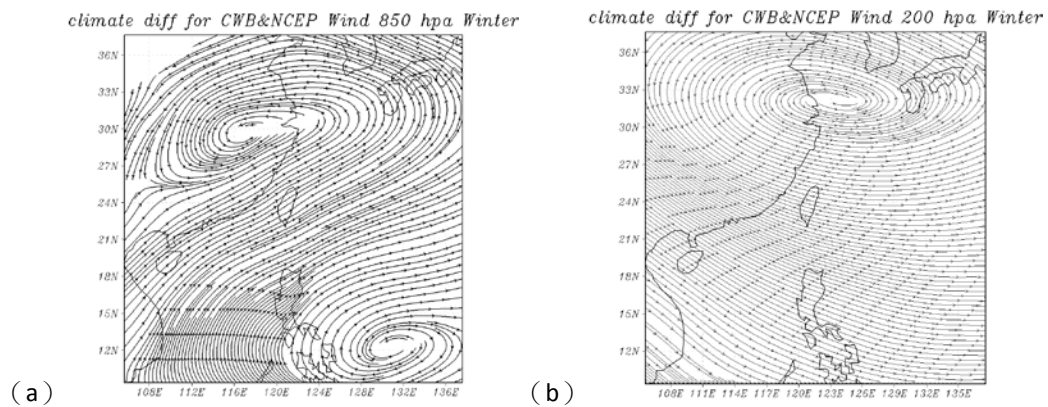 climate diff for CWB&NCEP Wind 850 hpa Winter
36N
33N
30N
27N
24N
21N
18N
15N
12N
108E 112E 116E 120E 124E 128E 132E 136E
(a)
climate diff for CWB&NCEP Wind 200 hpa Winter
36N
33N
30N
27N
24N
21N
18N
15N
12N
108E 111E 114E 117E 120E 123E 126E 129E 132E 135E
(b)